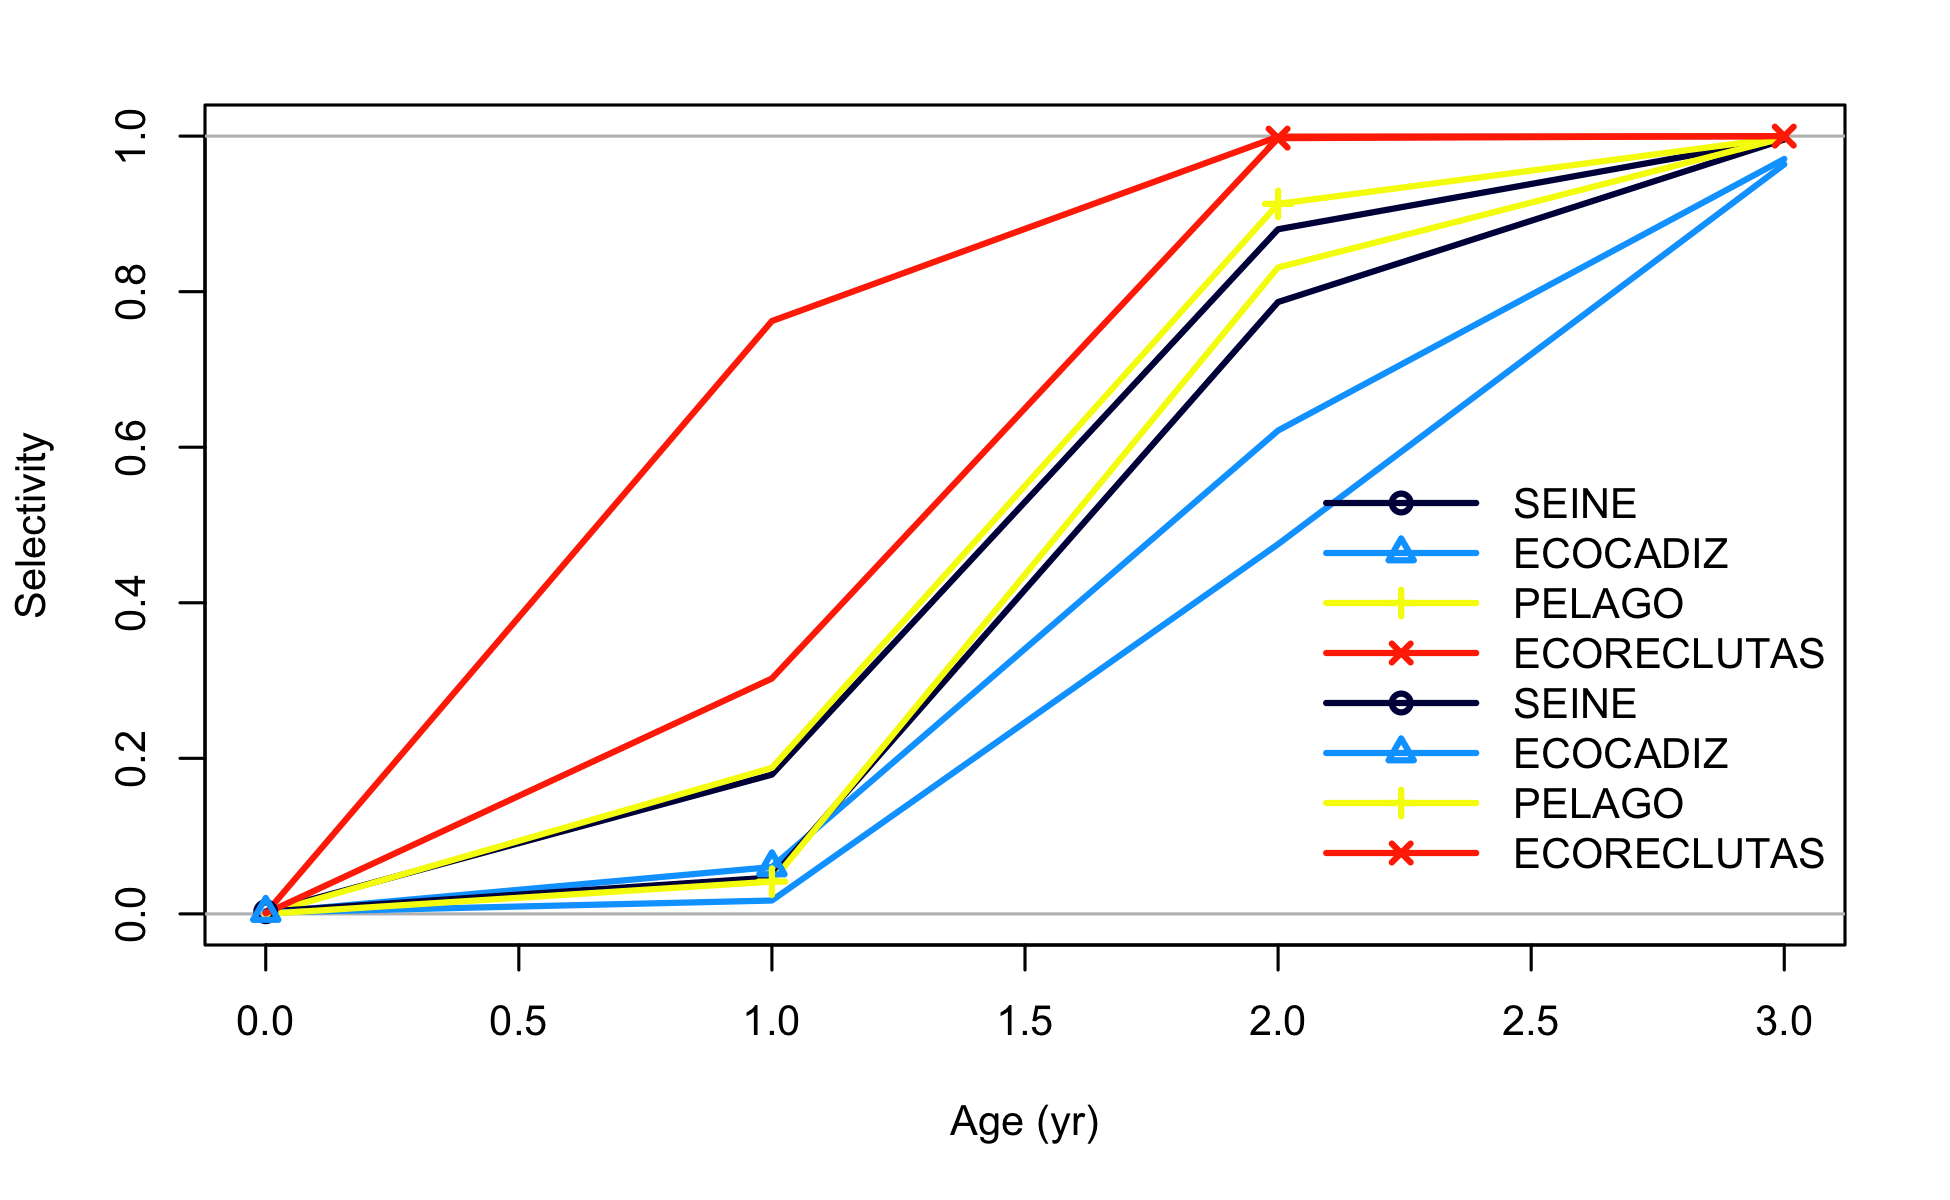 1.0
0.8
0.6
0.4
0.2
0.0
Selectivity
SEINE
ECOCADIZ
PELAGO
ECORECLUTAS
SEINE
ECOCADIZ
PELAGO
ECORECLUTAS
0.0 0.5 1.0 1.5 2.0 2.5 3.0
Age (yr)